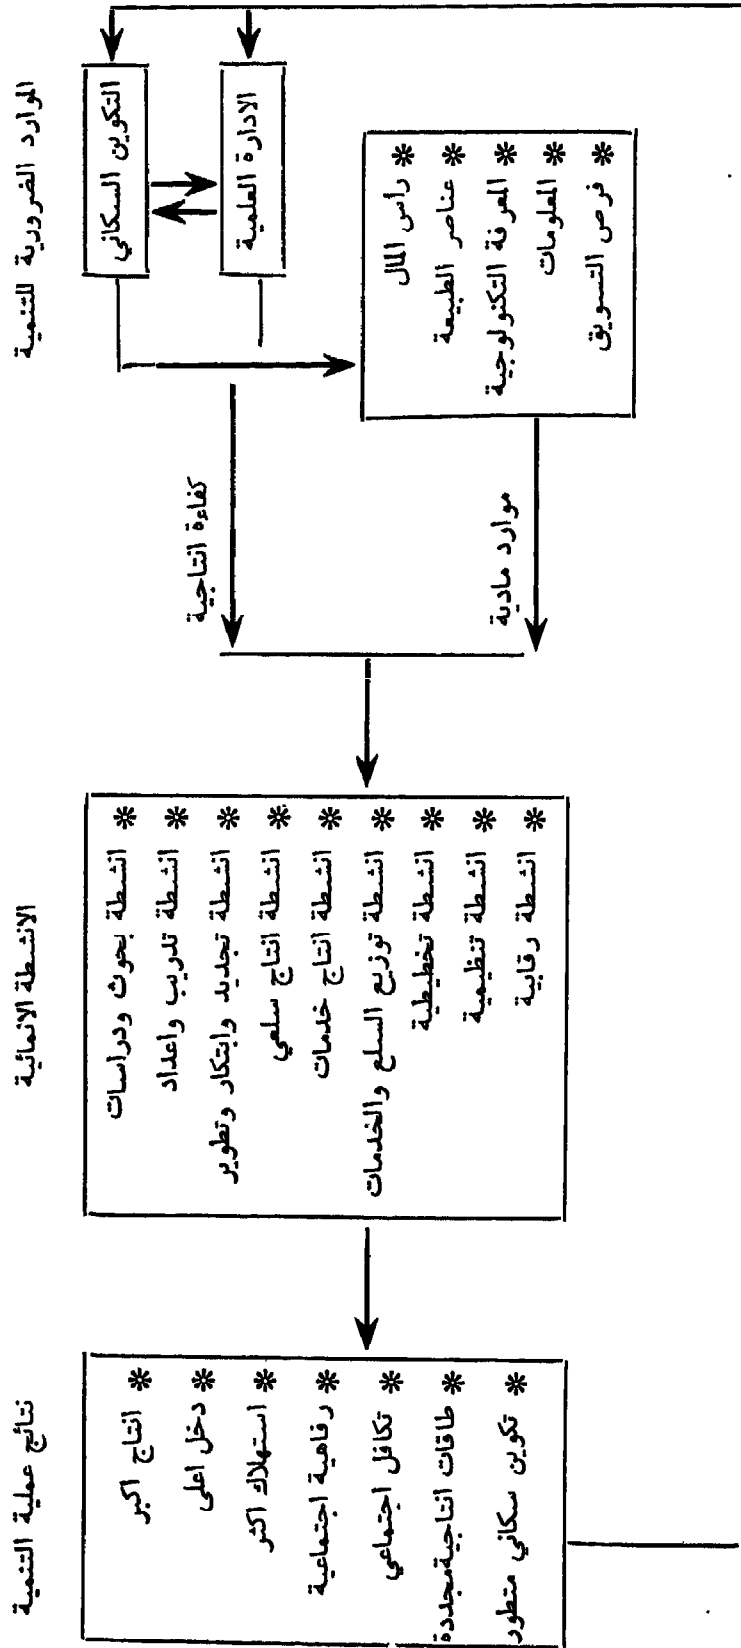 الموارد الضرورية للتنمية
التكوين السكاني
الادارة العلمية
رأس المال
عناصر الطبيعة
المعرفة التكنولوجية
المعلومات
فرص التسويق
كفاءة انتاجية
موارد مادية
الانشطة الانمائية
انشطة بحوث ودراسات
انشطة تدريب واعداد
انشطة تجديد وابتكار وتطوير
انشطة انتاج سلعي
انشطة انتاج خدمات
انشطة توزيع السلع والخدمات
انشطة تخطيطية
انشطة تنظيمية
انشطة رقابية
نتائج عملية التنمية
انتاج اكبر
دخل اعلى
استهلاك اكثر
رفاهية اجتماعية
تكافل اجتماعي
طاقات انتاجية مجددة
تكوين سكاني متطور